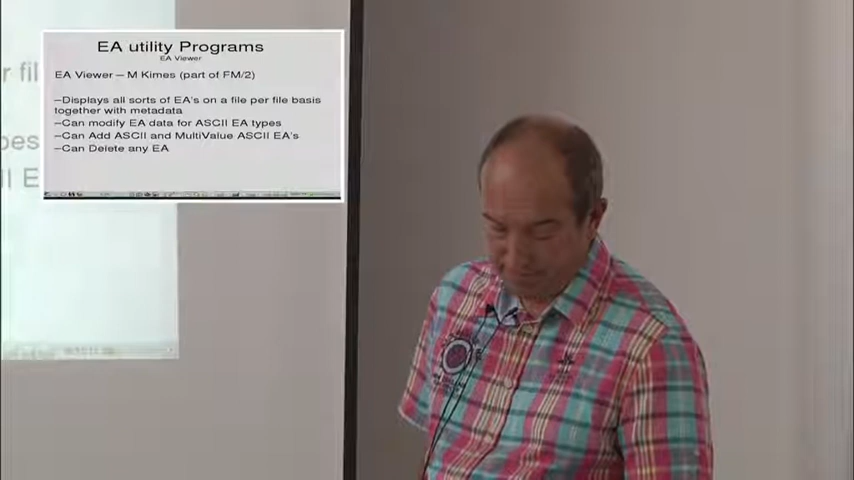 EA utility Programs
EA Viewer
EA Viewer – M Kimes (part of FM/2)
–Displays all sorts of EA's on a file per file basis
together with metadata
–Can modify EA data for ASCII EA types
–Can Add ASCII and MultiValue ASCII EA's
–Can Delete any EA
r fil
pes
I E